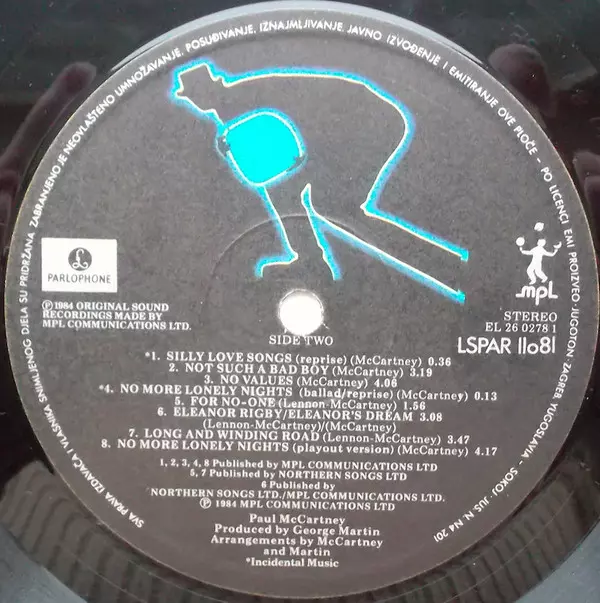 SVA PRAVA IZDAVAČA I VLASNIKA SNIMLJENOG DJELA SU PRIDRŽANA. ZABRANJENO JE NEOVLAŠTENO UMNOŽAVANJE, POSUĐIVANJE, IZNAJMLJIVANJE, JAVNO IZVOĐENJE I EMITIRANJE OVE PLOČE - PO LICENCI EMI PROIZVEO JUGOTON-ZAGREB, YUGOSLAVIA - SOKOJ - JUS N. N4 201
PARLOPHONE
mpL
℗ 1984 ORIGINAL SOUND
RECORDINGS MADE BY
MPL COMMUNICATIONS LTD.
STEREO
EL 26 0278 1
LSPAR 11081
SIDE TWO
*1. SILLY LOVE SONGS (reprise) (McCartney) 0.36
2. NOT SUCH A BAD BOY (McCartney) 3.19
3. NO VALUES (McCartney) 4.06
*4. NO MORE LONELY NIGHTS (ballad/reprise) (McCartney) 0.13
5. FOR NO-ONE (Lennon-McCartney) 1.56
6. ELEANOR RIGBY/ELEANOR'S DREAM 3.08
(Lennon-McCartney)/(McCartney)
7. LONG AND WINDING ROAD (Lennon-McCartney) 3.47
8. NO MORE LONELY NIGHTS (playout version) (McCartney) 4.17
1, 2, 3, 4, 8 Published by MPL COMMUNICATIONS LTD
5, 7 Published by NORTHERN SONGS LTD
6 Published by
NORTHERN SONGS LTD./MPL COMMUNICATIONS LTD.
℗ 1984 MPL COMMUNICATIONS LTD
Paul McCartney
Produced by George Martin
Arrangements by McCartney
and Martin
*Incidental Music